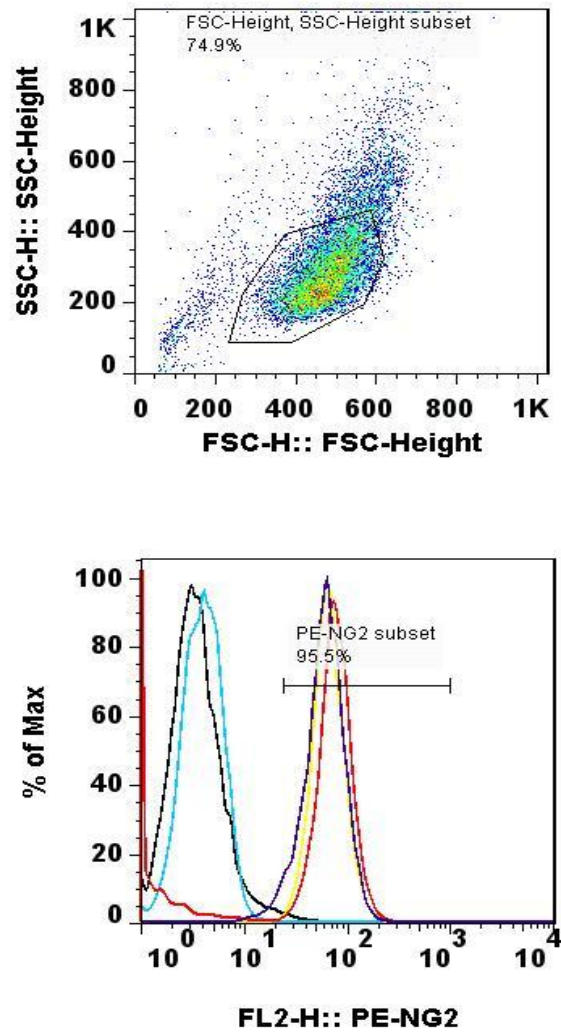 FSC-Height, SSC-Height subset
74.9%
1K
800
600
400
200
0
SSC-H:: SSC-Height
0 200 400 600 800 1K
FSC-H:: FSC-Height
PE-NG2 subset
95.5%
100
80
60
40
20
0
% of Max
10^0 10^1 10^2 10^3 10^4
FL2-H:: PE-NG2